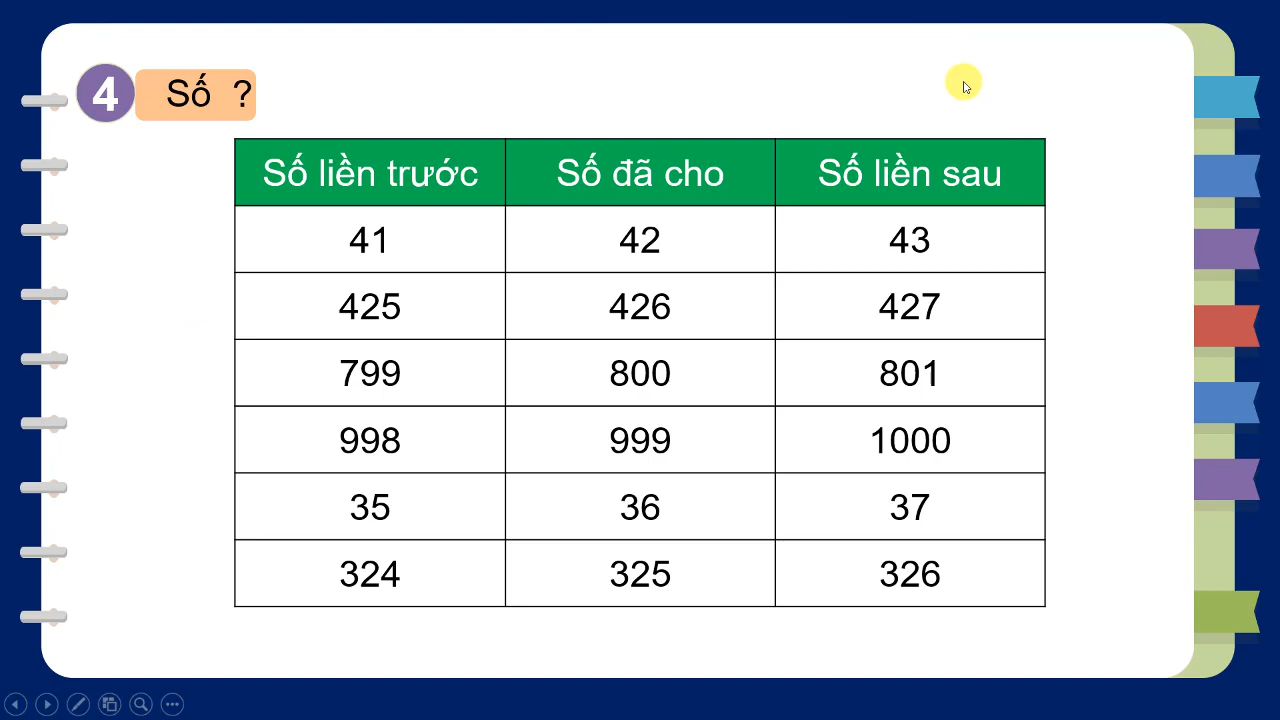 4 Số ?
Số liền trước Số đã cho Số liền sau
41 42 43
425 426 427
799 800 801
998 999 1000
35 36 37
324 325 326